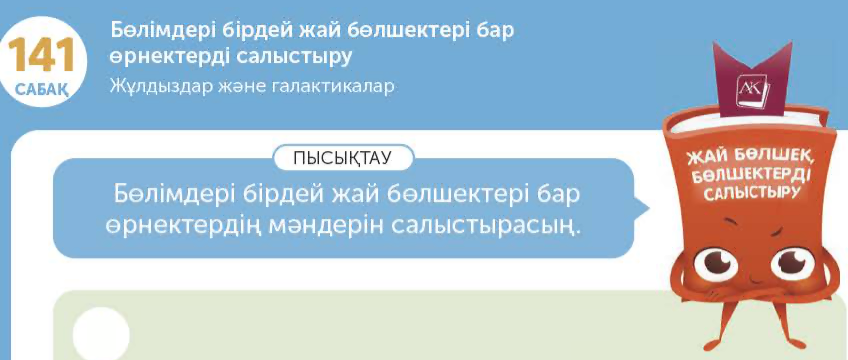 141
САБАҚ
Бөлімдері бірдей жай бөлшектері бар
өрнектерді салыстыру
Жұлдыздар және галактикалар
ПЫСЫҚТАУ
Бөлімдері бірдей жай бөлшектері бар
өрнектердің мәндерін салыстырасың.
АК
ЖАЙ БӨЛШЕК,
БӨЛШЕКТЕРДІ
САЛЫСТЫРУ